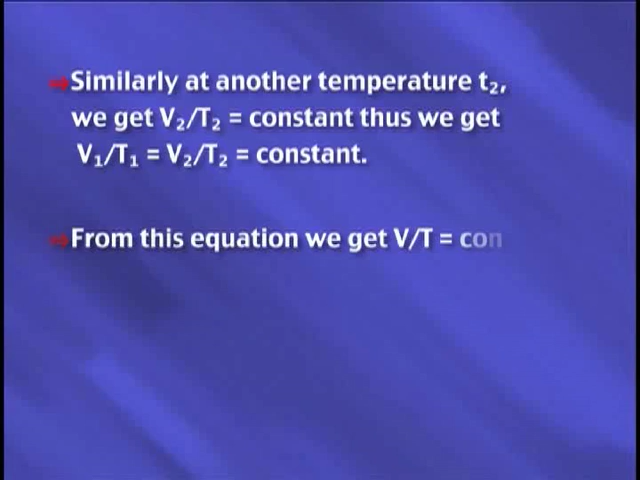 Similarly at another temperature t₂,
we get V₂/T₂ = constant thus we get
V₁/T₁ = V₂/T₂ = constant.
From this equation we get V/T = con